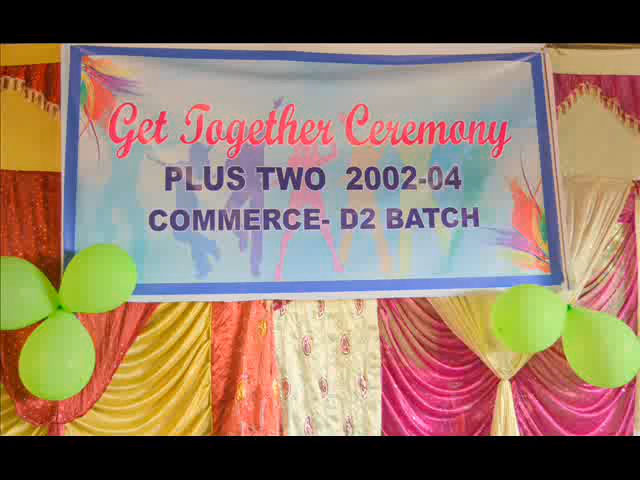 Get Together Ceremony
PLUS TWO 2002-04
COMMERCE- D2 BATCH